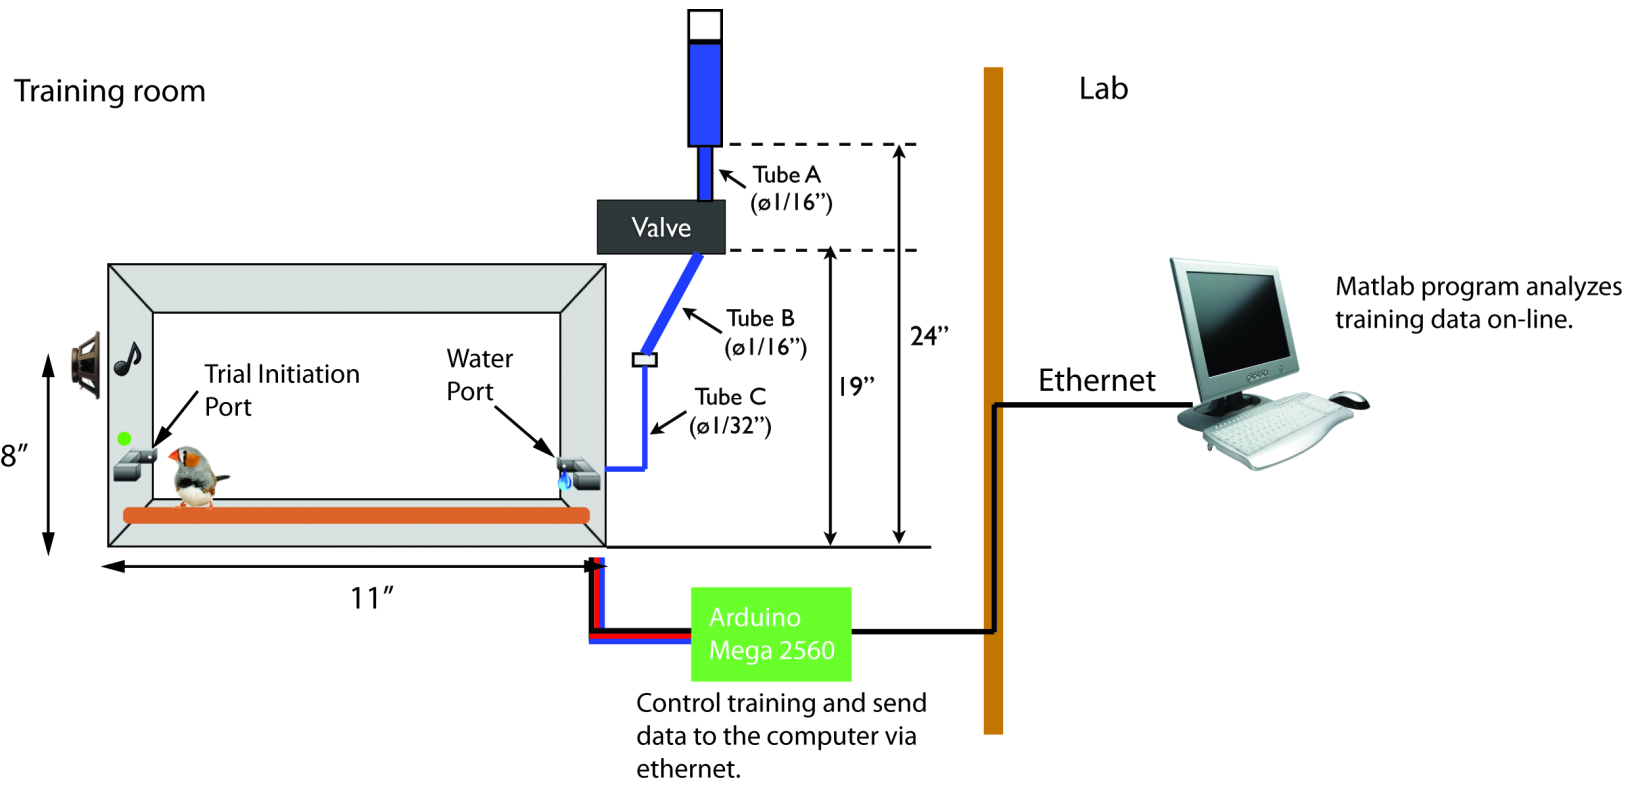 Training room
Lab
Tube A
(ø1/16”)
Valve
Tube B
(ø1/16”)
Tube C
(ø1/32”)
24”
19”
Trial Initiation
Port
Water
Port
8”
11”
Ethernet
Matlab program analyzes
training data on-line.
Arduino
Mega 2560
Control training and send
data to the computer via
ethernet.